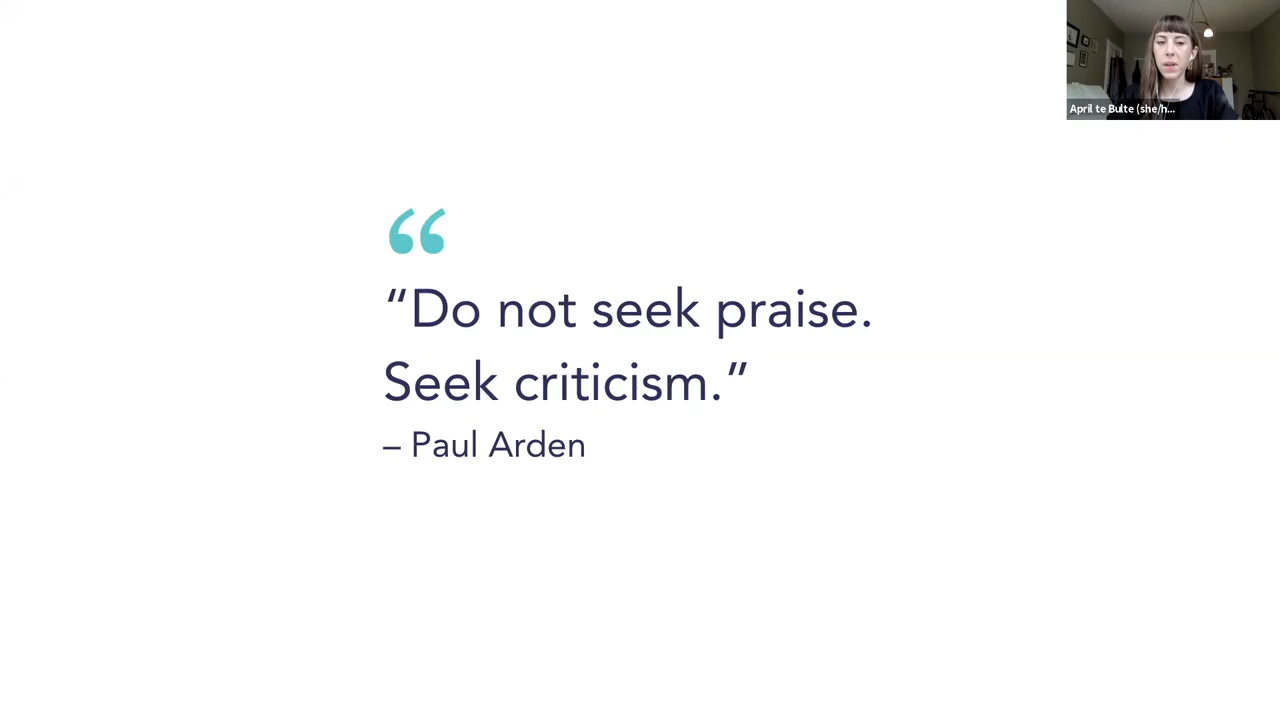 April te Bulte (she/h...
“
“Do not seek praise.
Seek criticism.”
– Paul Arden